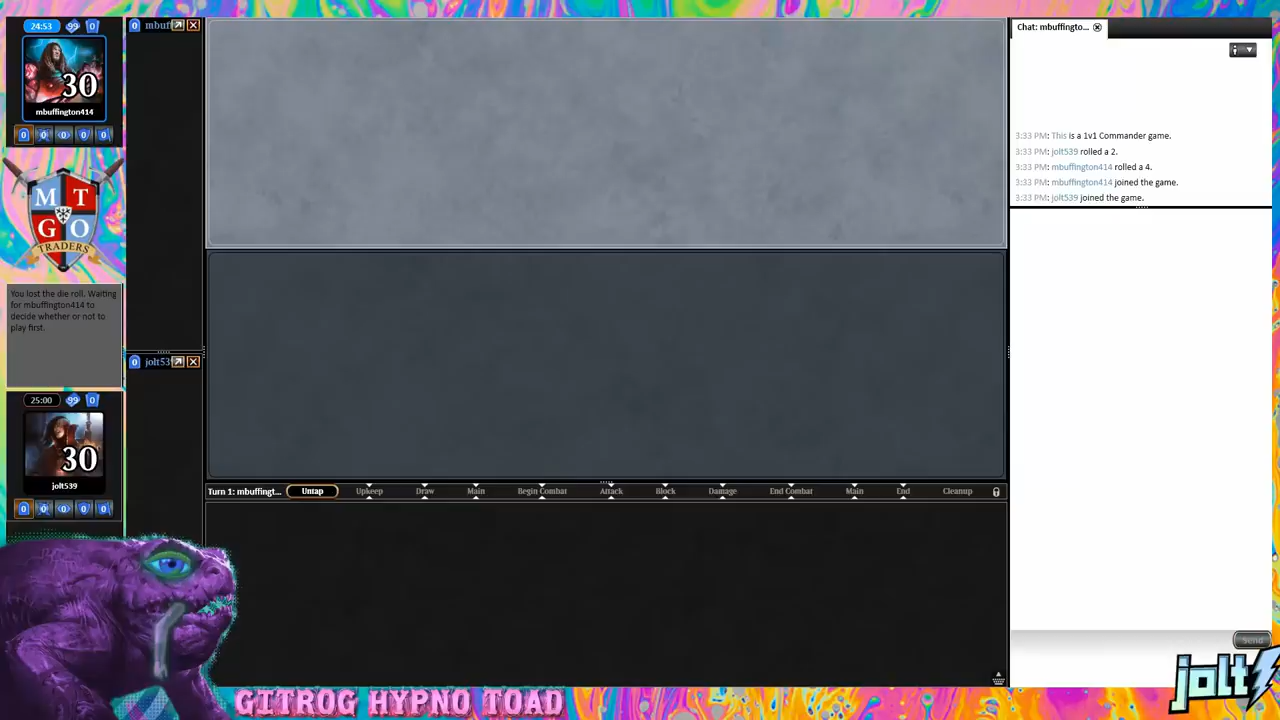 24:53 99 0
30
mbuffington414
0 0 0 0 0
0 mbuf
M T
G O
TRADERS
You lost the die roll. Waiting
for mbuffington414 to
decide whether or not to
play first.
0 jolt53
25:00 99 0
30
jolt539
0 0 0 0 0
Turn 1: mbuffingt... Untap Upkeep Draw Main Begin Combat Attack Block Damage End Combat Main End Cleanup
Chat: mbuffingto...
3:33 PM: This is a 1v1 Commander game.
3:33 PM: jolt539 rolled a 2.
3:33 PM: mbuffington414 rolled a 4.
3:33 PM: mbuffington414 joined the game.
3:33 PM: jolt539 joined the game.
Send
jolt
GITROG HYPNO TOAD